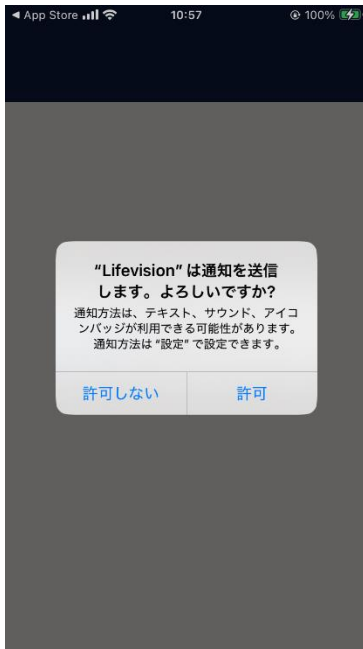 ◀ App Store 10:57 100%
“Lifevision” は通知を送信
します。よろしいですか?
通知方法は、テキスト、サウンド、アイコ
ンバッジが利用できる可能性があります。
通知方法は “設定” で設定できます。
許可しない 許可